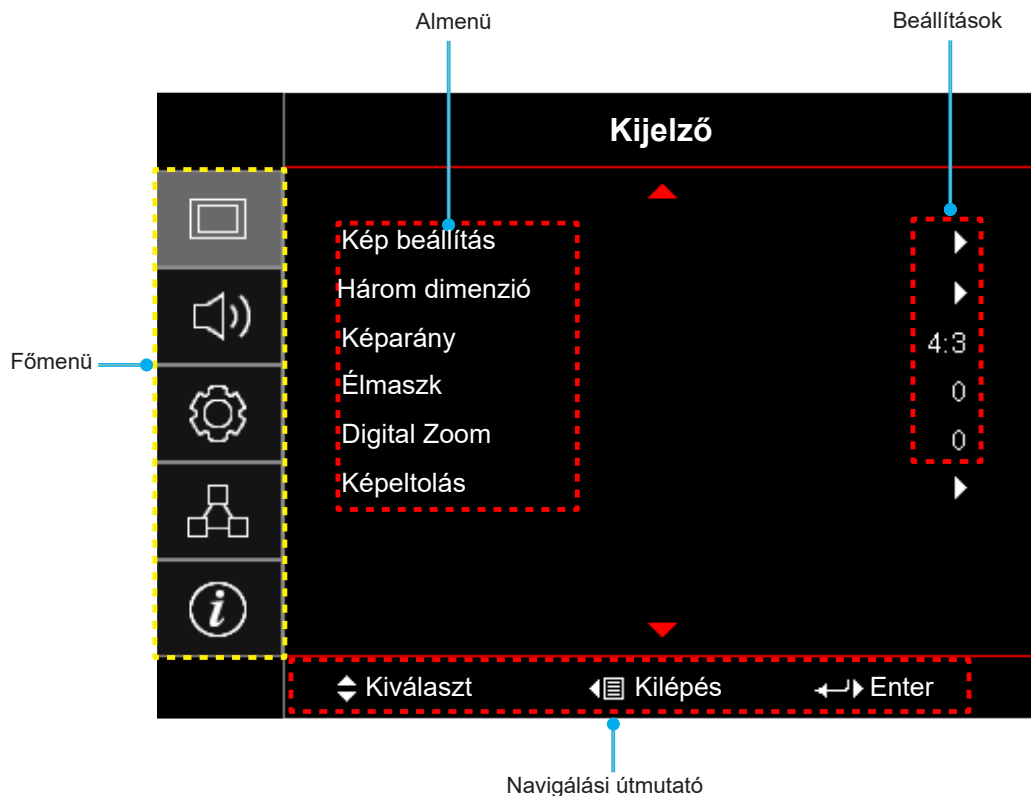 Almenü
Beállítások
Kijelző
Kép beállítás
Három dimenzió
Képarány 4:3
Élmaszk 0
Digital Zoom 0
Képeltolás
Főmenü
i
Kiválaszt Kilépés Enter
Navigálási útmutató